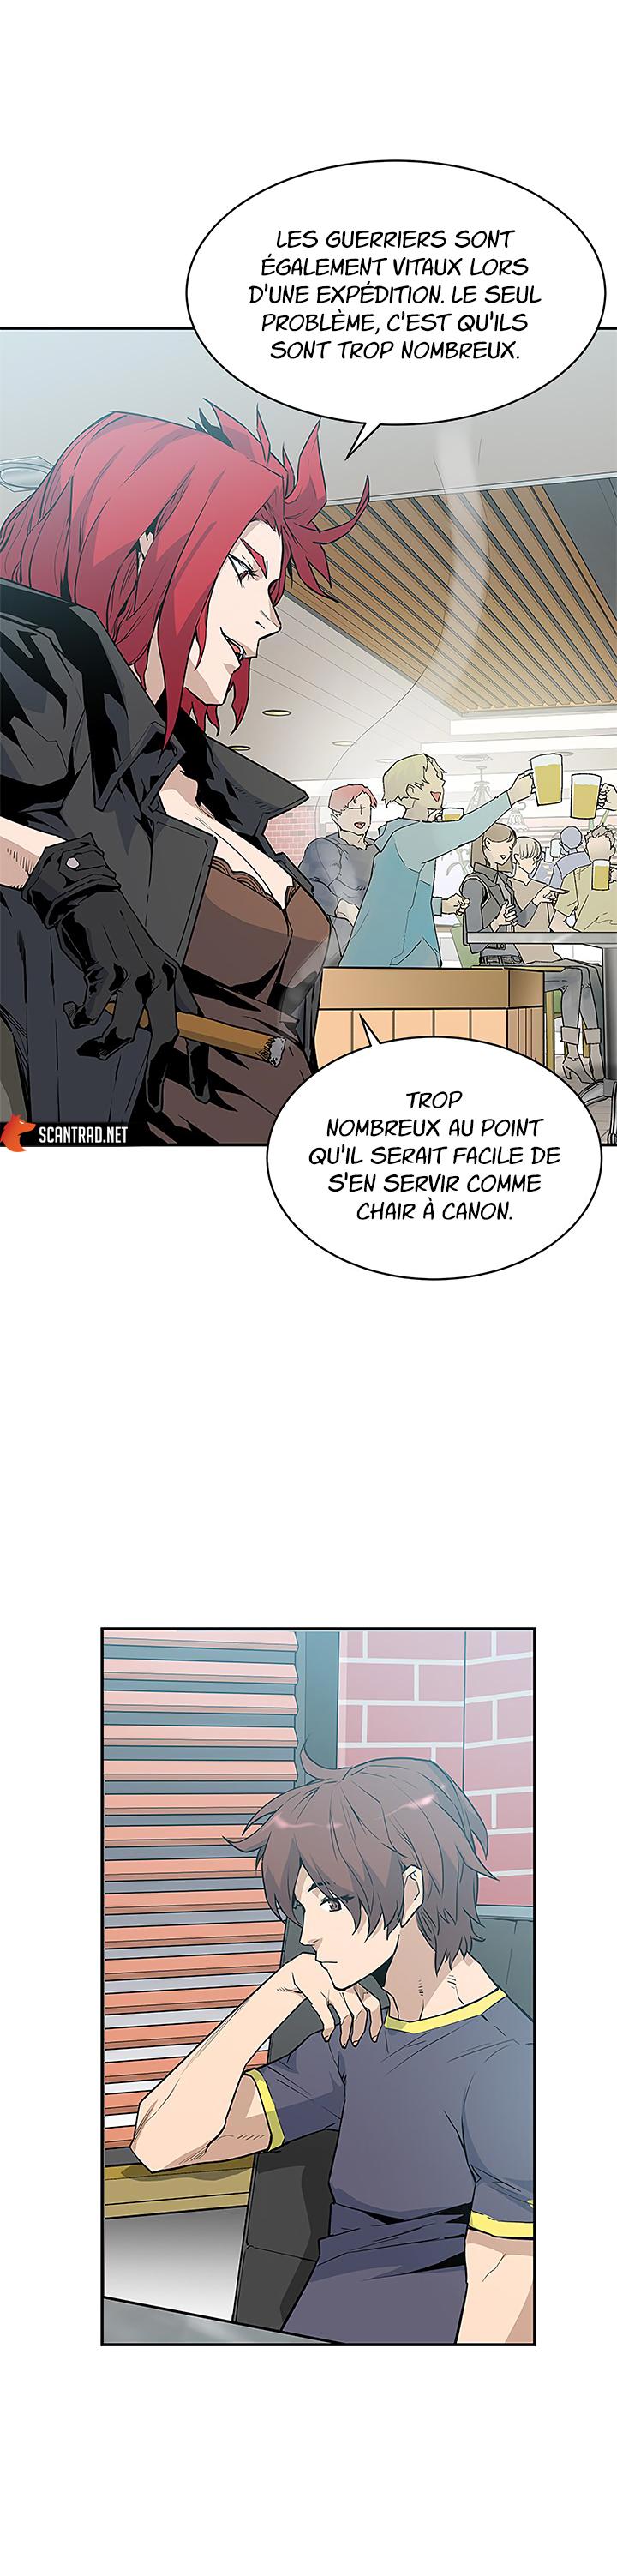 LES GUERRIERS SONT
ÉGALEMENT VITAUX LORS
D'UNE EXPÉDITION. LE SEUL
PROBLÈME, C'EST QU'ILS
SONT TROP NOMBREUX.
SCANTRAD.NET
TROP
NOMBREUX AU POINT
QU'IL SERAIT FACILE DE
S'EN SERVIR COMME
CHAIR À CANON.